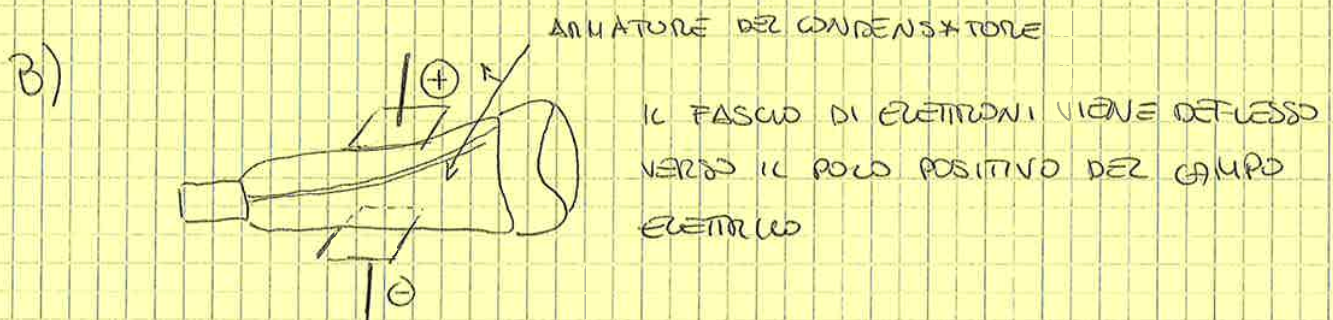 ARMATURE DEL CONDENSATORE
B)
+
IL FASCIO DI ELETTRONI VIENE DEFLESSO
VERSO IL POLO POSITIVO DEL CAMPO
ELETTRICO
-